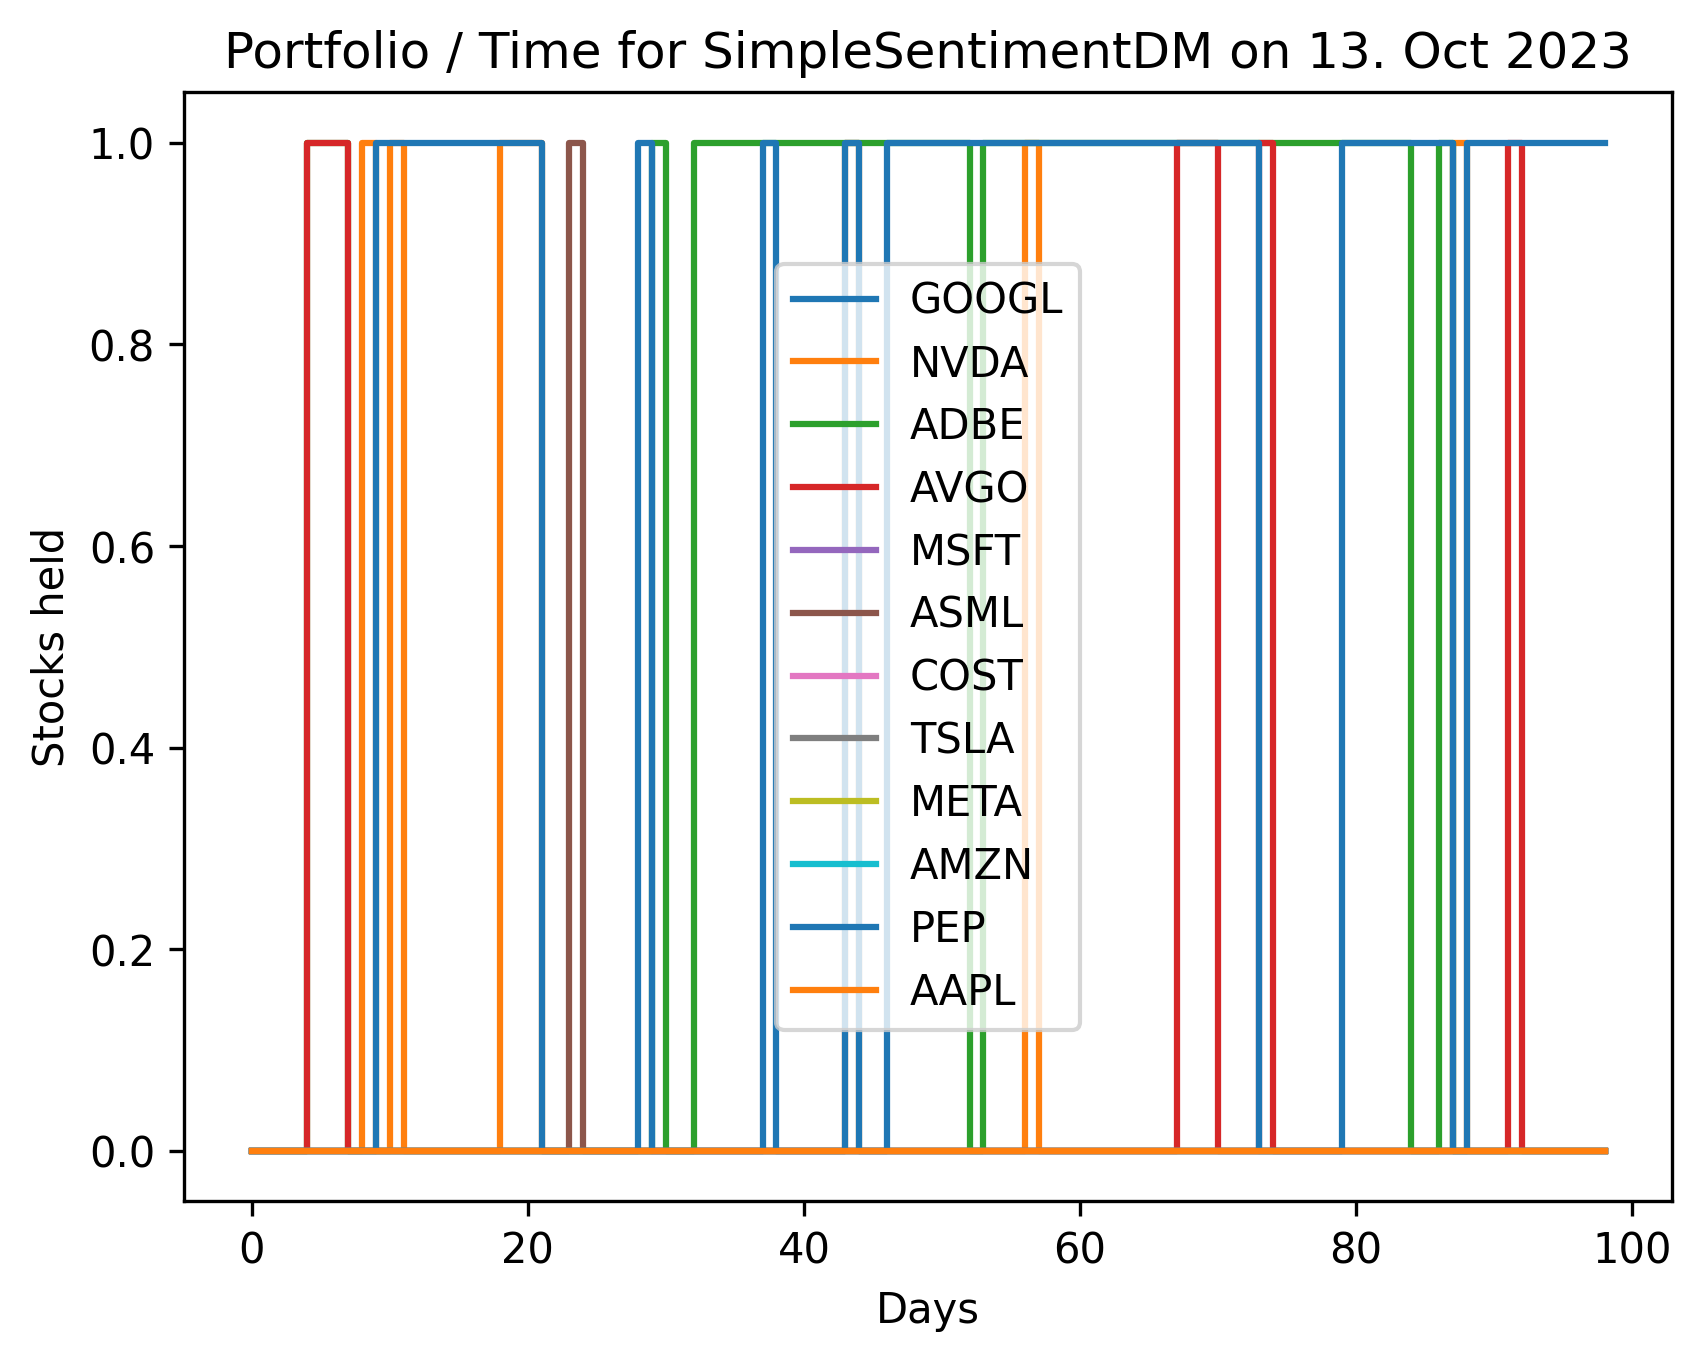 Portfolio / Time for SimpleSentimentDM on 13. Oct 2023
1.0
0.8
0.6
0.4
0.2
0.0
Stocks held
GOOGL
NVDA
ADBE
AVGO
MSFT
ASML
COST
TSLA
META
AMZN
PEP
AAPL
0 20 40 60 80 100
Days